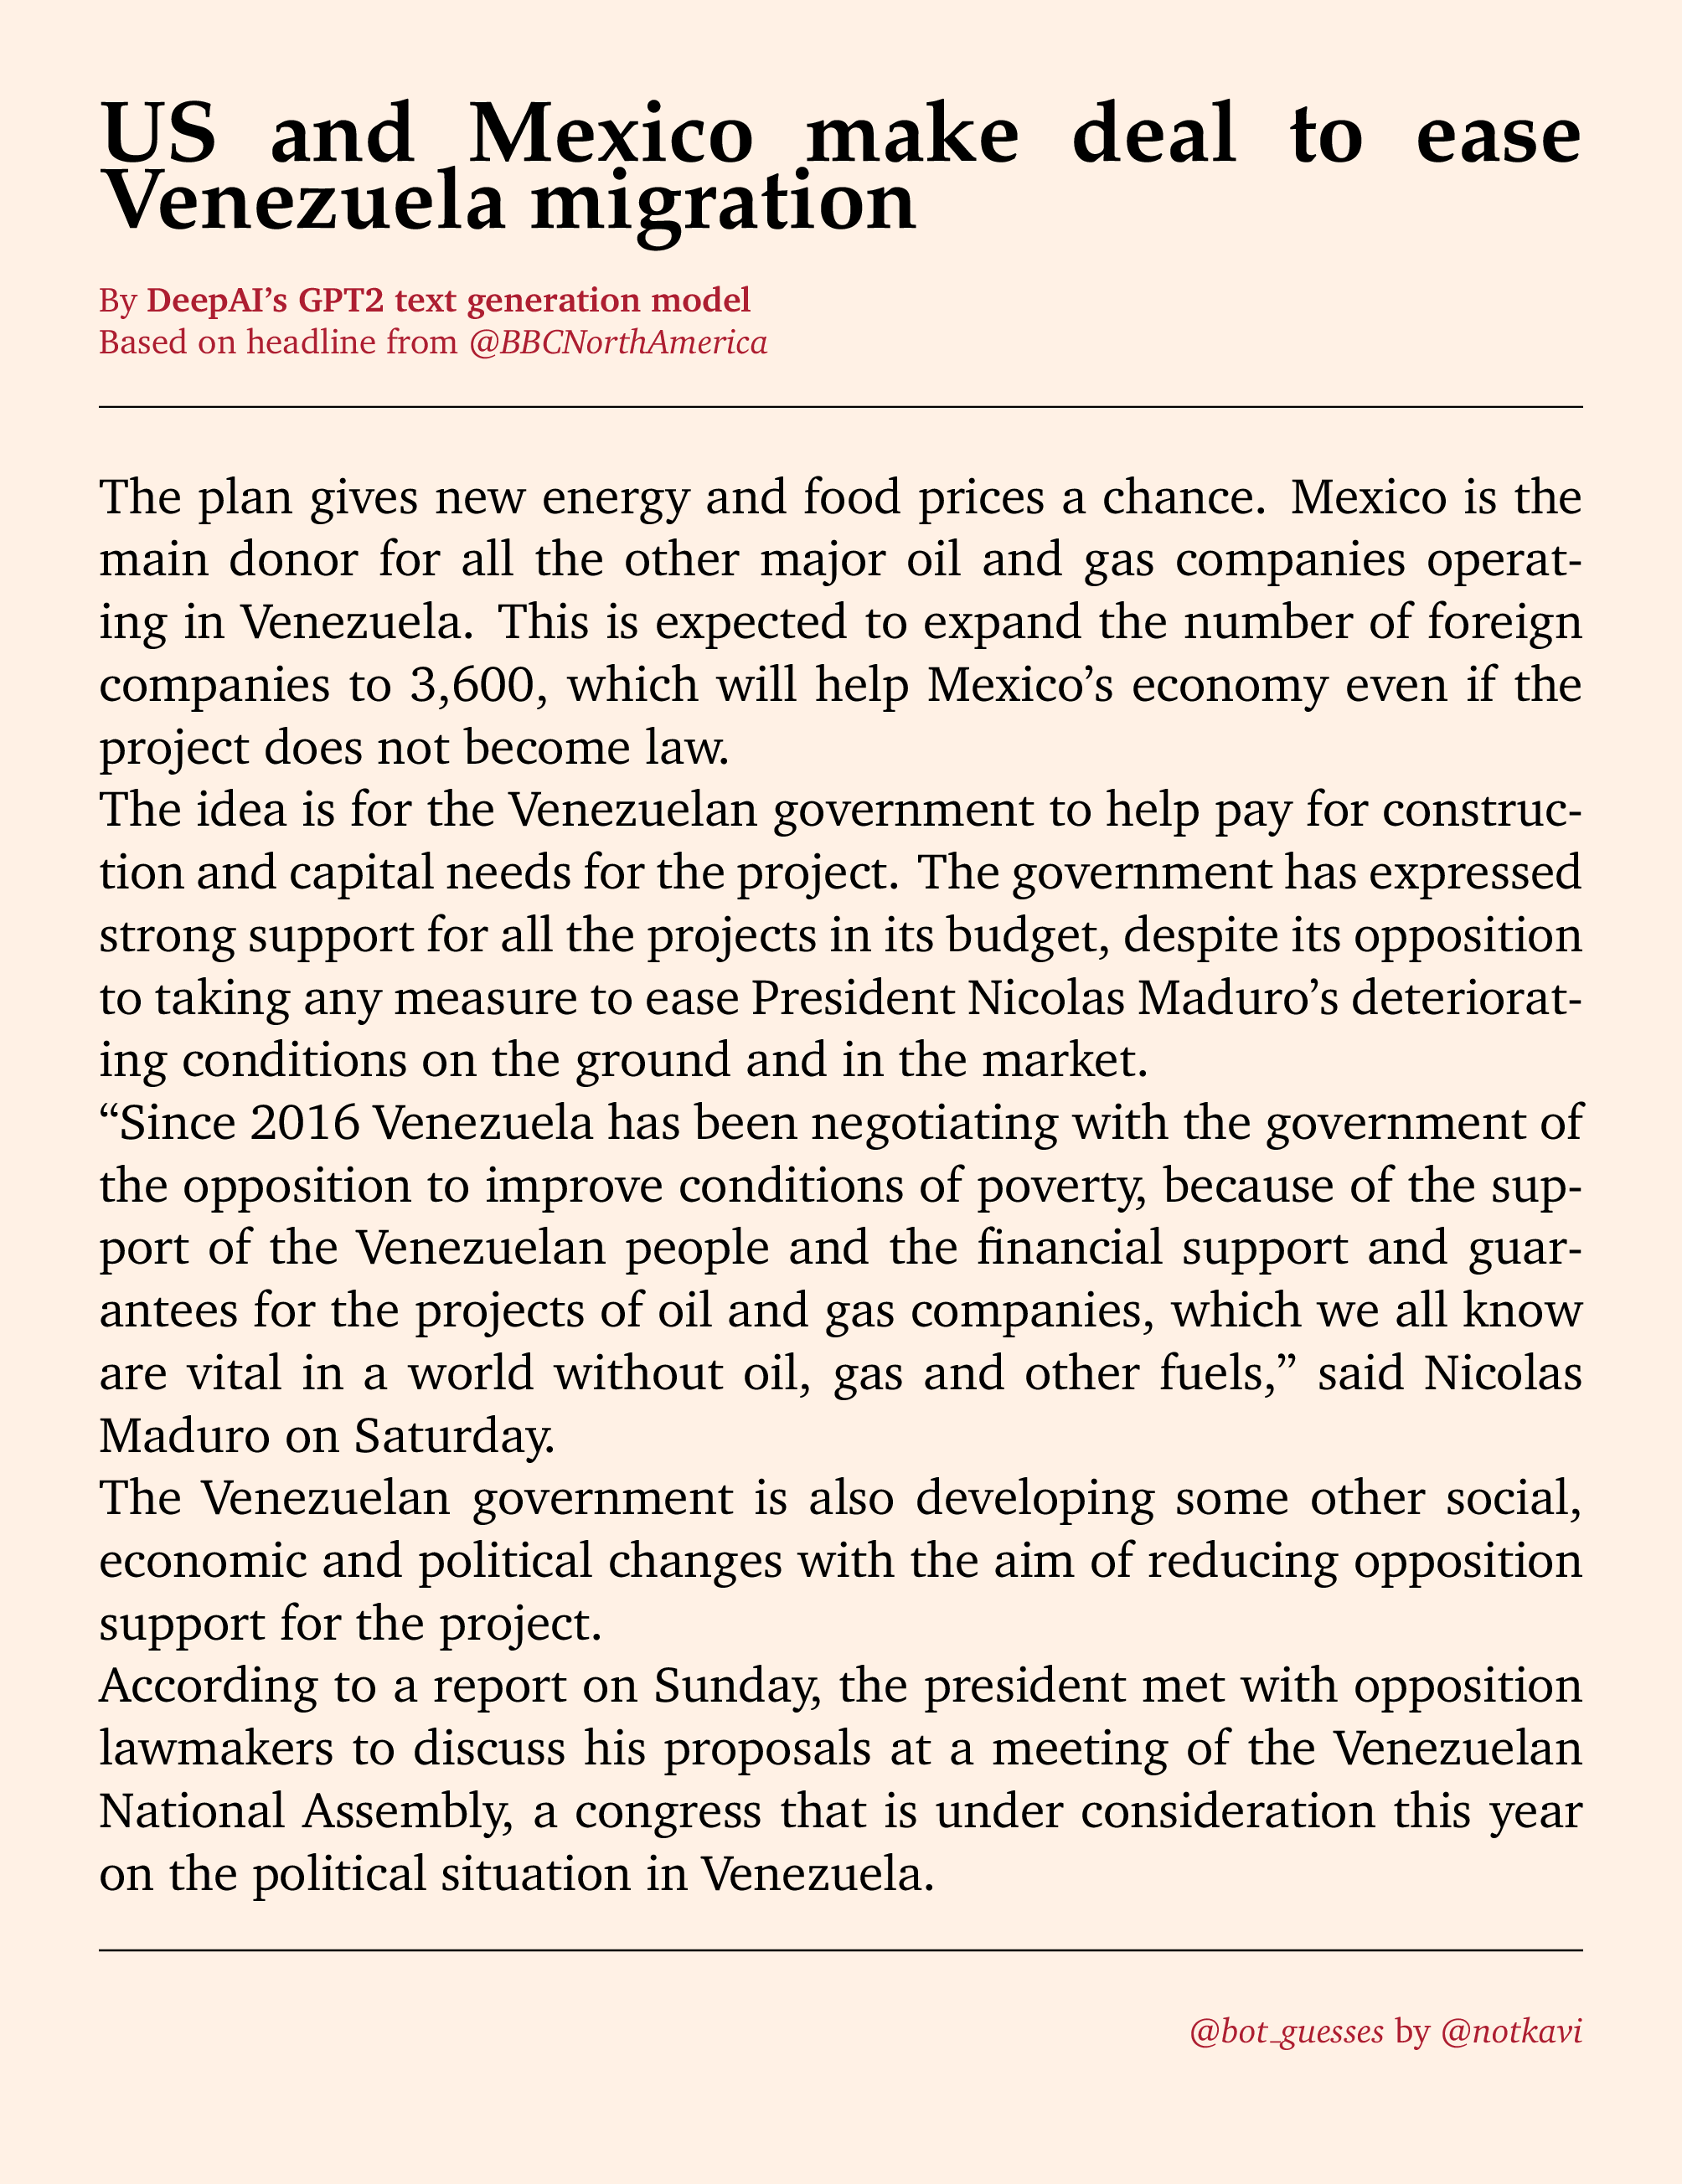 US and Mexico make deal to ease
Venezuela migration
By DeepAI’s GPT2 text generation model
Based on headline from @BBCNorthAmerica
The plan gives new energy and food prices a chance. Mexico is the
main donor for all the other major oil and gas companies operat-
ing in Venezuela. This is expected to expand the number of foreign
companies to 3,600, which will help Mexico’s economy even if the
project does not become law.
The idea is for the Venezuelan government to help pay for construc-
tion and capital needs for the project. The government has expressed
strong support for all the projects in its budget, despite its opposition
to taking any measure to ease President Nicolas Maduro’s deteriorat-
ing conditions on the ground and in the market.
“Since 2016 Venezuela has been negotiating with the government of
the opposition to improve conditions of poverty, because of the sup-
port of the Venezuelan people and the financial support and guar-
antees for the projects of oil and gas companies, which we all know
are vital in a world without oil, gas and other fuels,” said Nicolas
Maduro on Saturday.
The Venezuelan government is also developing some other social,
economic and political changes with the aim of reducing opposition
support for the project.
According to a report on Sunday, the president met with opposition
lawmakers to discuss his proposals at a meeting of the Venezuelan
National Assembly, a congress that is under consideration this year
on the political situation in Venezuela.
@bot_guesses by @notkavi